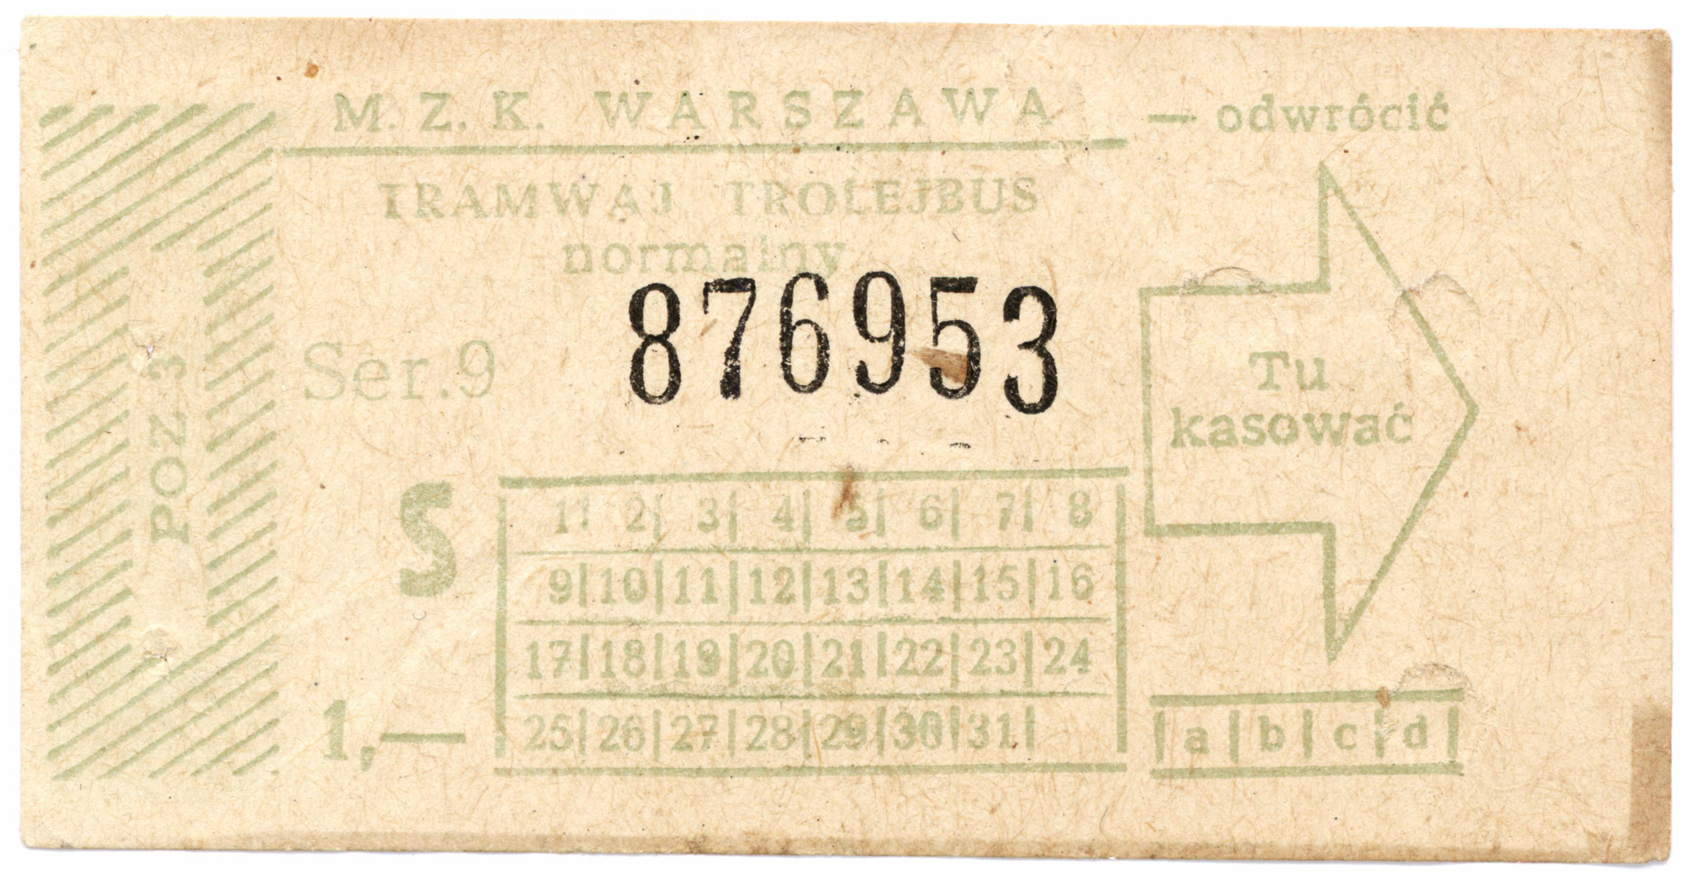 M. Z. K. WARSZAWA
— odwrócić
TRAMWAJ TROLEJBUS
normalny
876953
Ser.9
POZ 3
Tu
kasować
S
1,—
1 2 3 4 5 6 7 8
9 10 11 12 13 14 15 16
17 18 19 20 21 22 23 24
25 26 27 28 29 30 31
a b c d